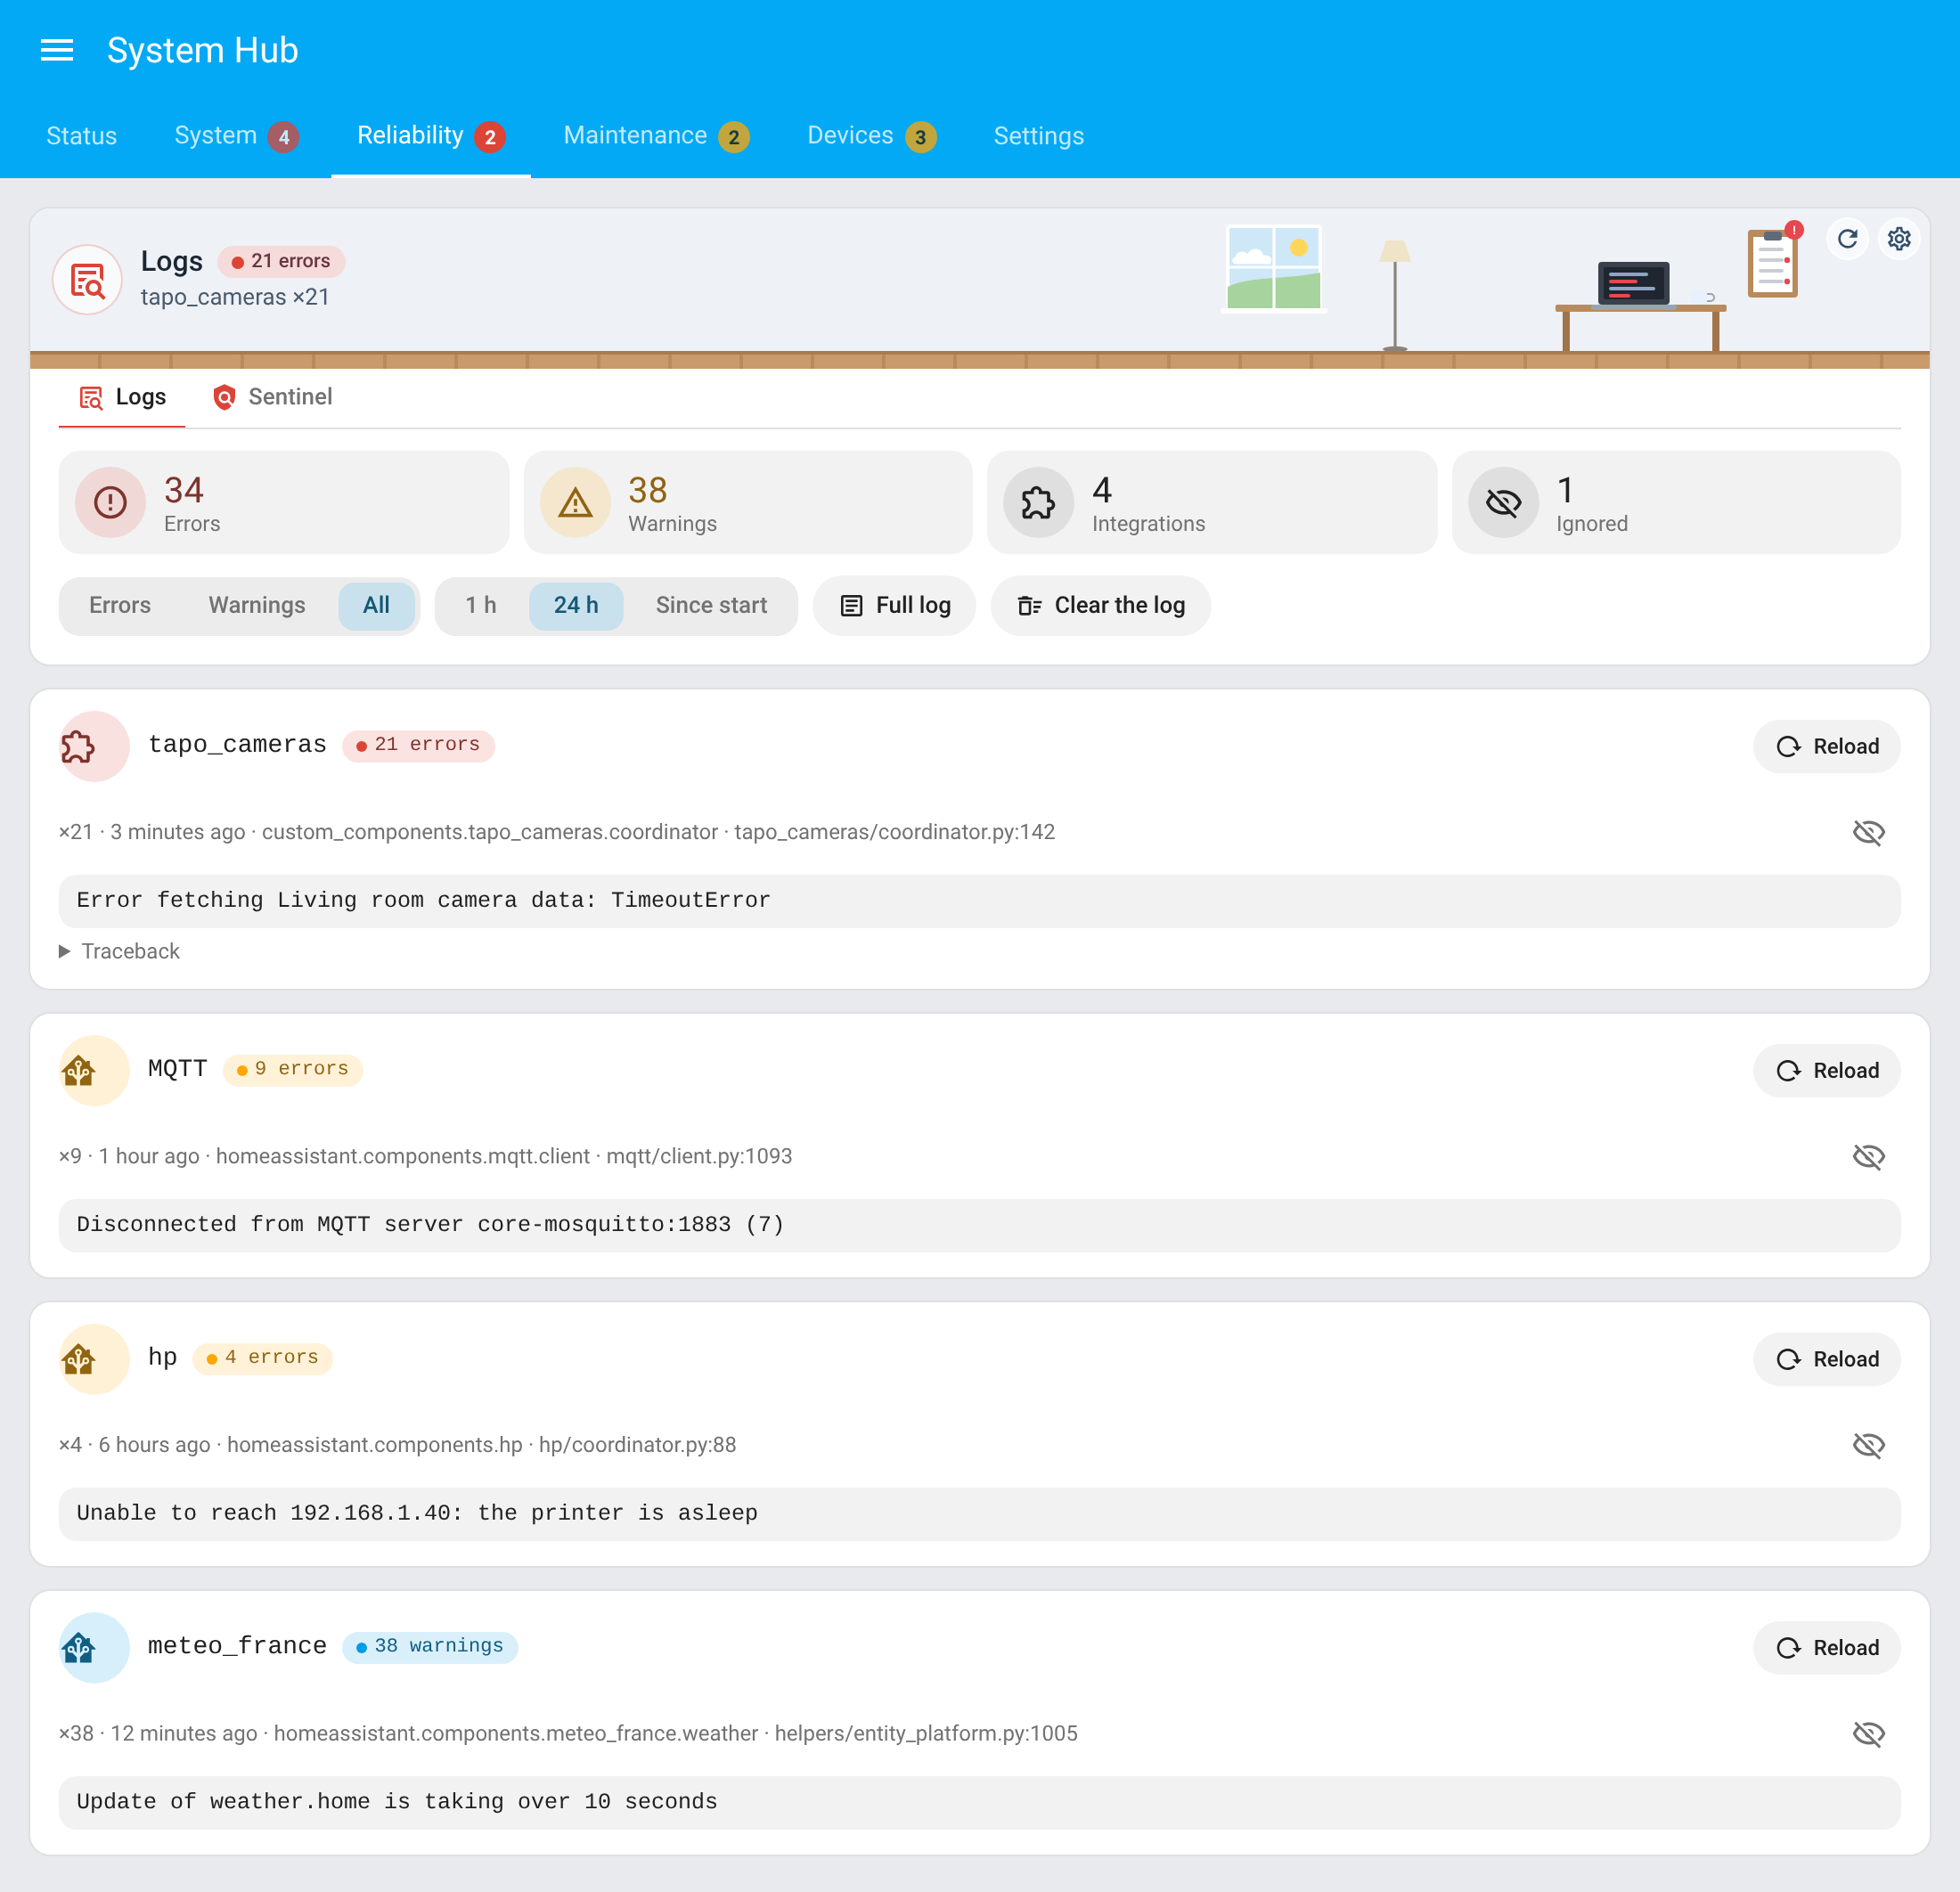 System Hub
Status System 4 Reliability 2 Maintenance 2 Devices 3 Settings
Logs 21 errors
tapo_cameras ×21
Logs Sentinel
34
Errors
38
Warnings
4
Integrations
1
Ignored
Errors Warnings All 1 h 24 h Since start Full log Clear the log
tapo_cameras 21 errors Reload
×21 · 3 minutes ago · custom_components.tapo_cameras.coordinator · tapo_cameras/coordinator.py:142
Error fetching Living room camera data: TimeoutError
Traceback
MQTT 9 errors Reload
×9 · 1 hour ago · homeassistant.components.mqtt.client · mqtt/client.py:1093
Disconnected from MQTT server core-mosquitto:1883 (7)
hp 4 errors Reload
×4 · 6 hours ago · homeassistant.components.hp · hp/coordinator.py:88
Unable to reach 192.168.1.40: the printer is asleep
meteo_france 38 warnings Reload
×38 · 12 minutes ago · homeassistant.components.meteo_france.weather · helpers/entity_platform.py:1005
Update of weather.home is taking over 10 seconds